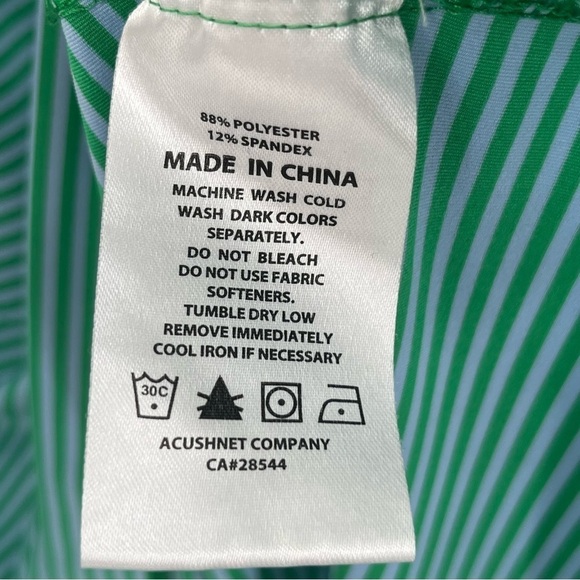 88% POLYESTER
12% SPANDEX
MADE IN CHINA
MACHINE WASH COLD
WASH DARK COLORS
SEPARATELY.
DO NOT BLEACH
DO NOT USE FABRIC
SOFTENERS.
TUMBLE DRY LOW
REMOVE IMMEDIATELY
COOL IRON IF NECESSARY
30C
ACUSHNET COMPANY
CA#28544